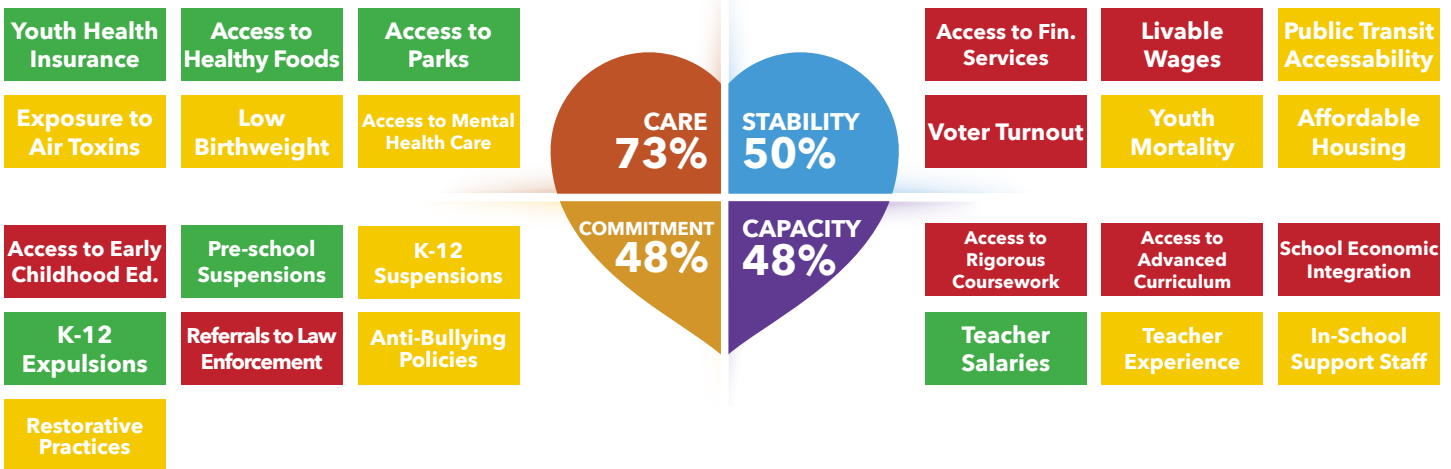 Youth Health
Insurance
Access to
Healthy Foods
Access to
Parks
Exposure to
Air Toxins
Low
Birthweight
Access to Mental
Health Care
CARE
73%
STABILITY
50%
COMMITMENT
48%
CAPACITY
48%
Access to Fin.
Services
Livable
Wages
Public Transit
Accessability
Voter Turnout
Youth
Mortality
Affordable
Housing
Access to Early
Childhood Ed.
Pre-school
Suspensions
K-12
Suspensions
K-12
Expulsions
Referrals to Law
Enforcement
Anti-Bullying
Policies
Restorative
Practices
Access to
Rigorous
Coursework
Access to
Advanced
Curriculum
School Economic
Integration
Teacher
Salaries
Teacher
Experience
In-School
Support Staff